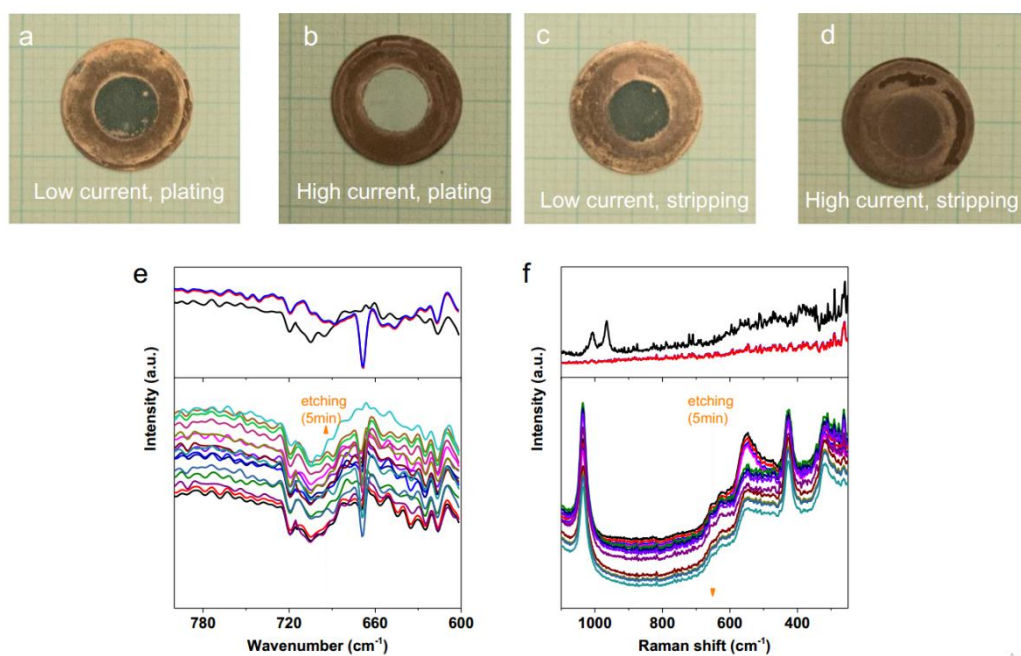 a
Low current, plating
b
High current, plating
c
Low current, stripping
d
High current, stripping
e
Intensity (a.u.)
etching
(5min)
780
720
660
600
Wavenumber (cm⁻¹)
f
Intensity (a.u.)
etching
(5min)
1000
800
600
400
Raman shift (cm⁻¹)